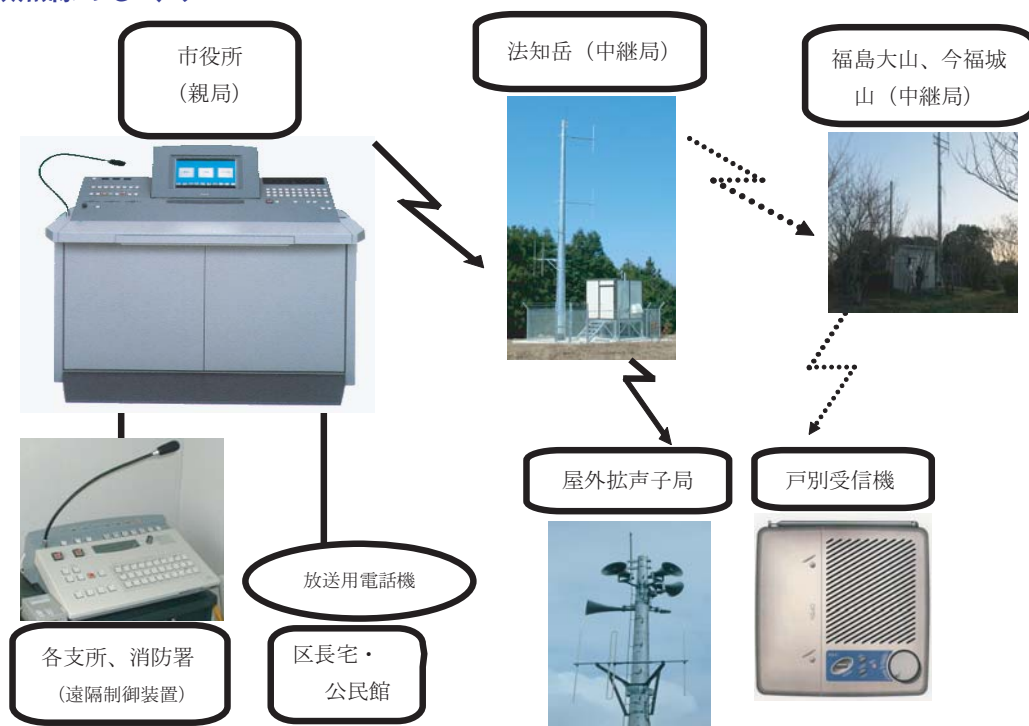 市役所
（親局）
法知岳（中継局）
福島大山、今福城
山（中継局）
屋外拡声子局
戸別受信機
放送用電話機
各支所、消防署
（遠隔制御装置）
区長宅・
公民館